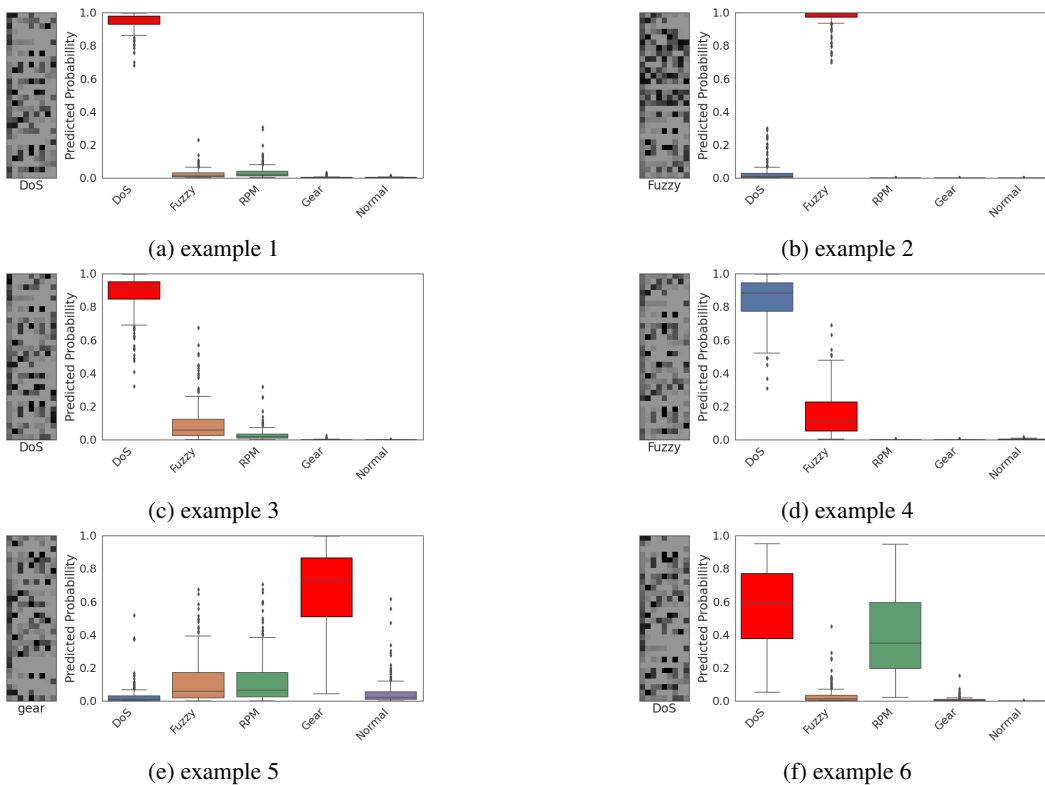 Predicted Probabillity
1.0
0.8
0.6
0.4
0.2
0.0
DoS
DoS
Fuzzy
RPM
Gear
Normal
(a) example 1
Predicted Probabillity
1.0
0.8
0.6
0.4
0.2
0.0
Fuzzy
DoS
Fuzzy
RPM
Gear
Normal
(b) example 2
Predicted Probabillity
1.0
0.8
0.6
0.4
0.2
0.0
DoS
DoS
Fuzzy
RPM
Gear
Normal
(c) example 3
Predicted Probabillity
1.0
0.8
0.6
0.4
0.2
0.0
Fuzzy
DoS
Fuzzy
RPM
Gear
Normal
(d) example 4
Predicted Probabillity
1.0
0.8
0.6
0.4
0.2
0.0
gear
DoS
Fuzzy
RPM
Gear
Normal
(e) example 5
Predicted Probabillity
1.0
0.8
0.6
0.4
0.2
0.0
DoS
DoS
Fuzzy
RPM
Gear
Normal
(f) example 6